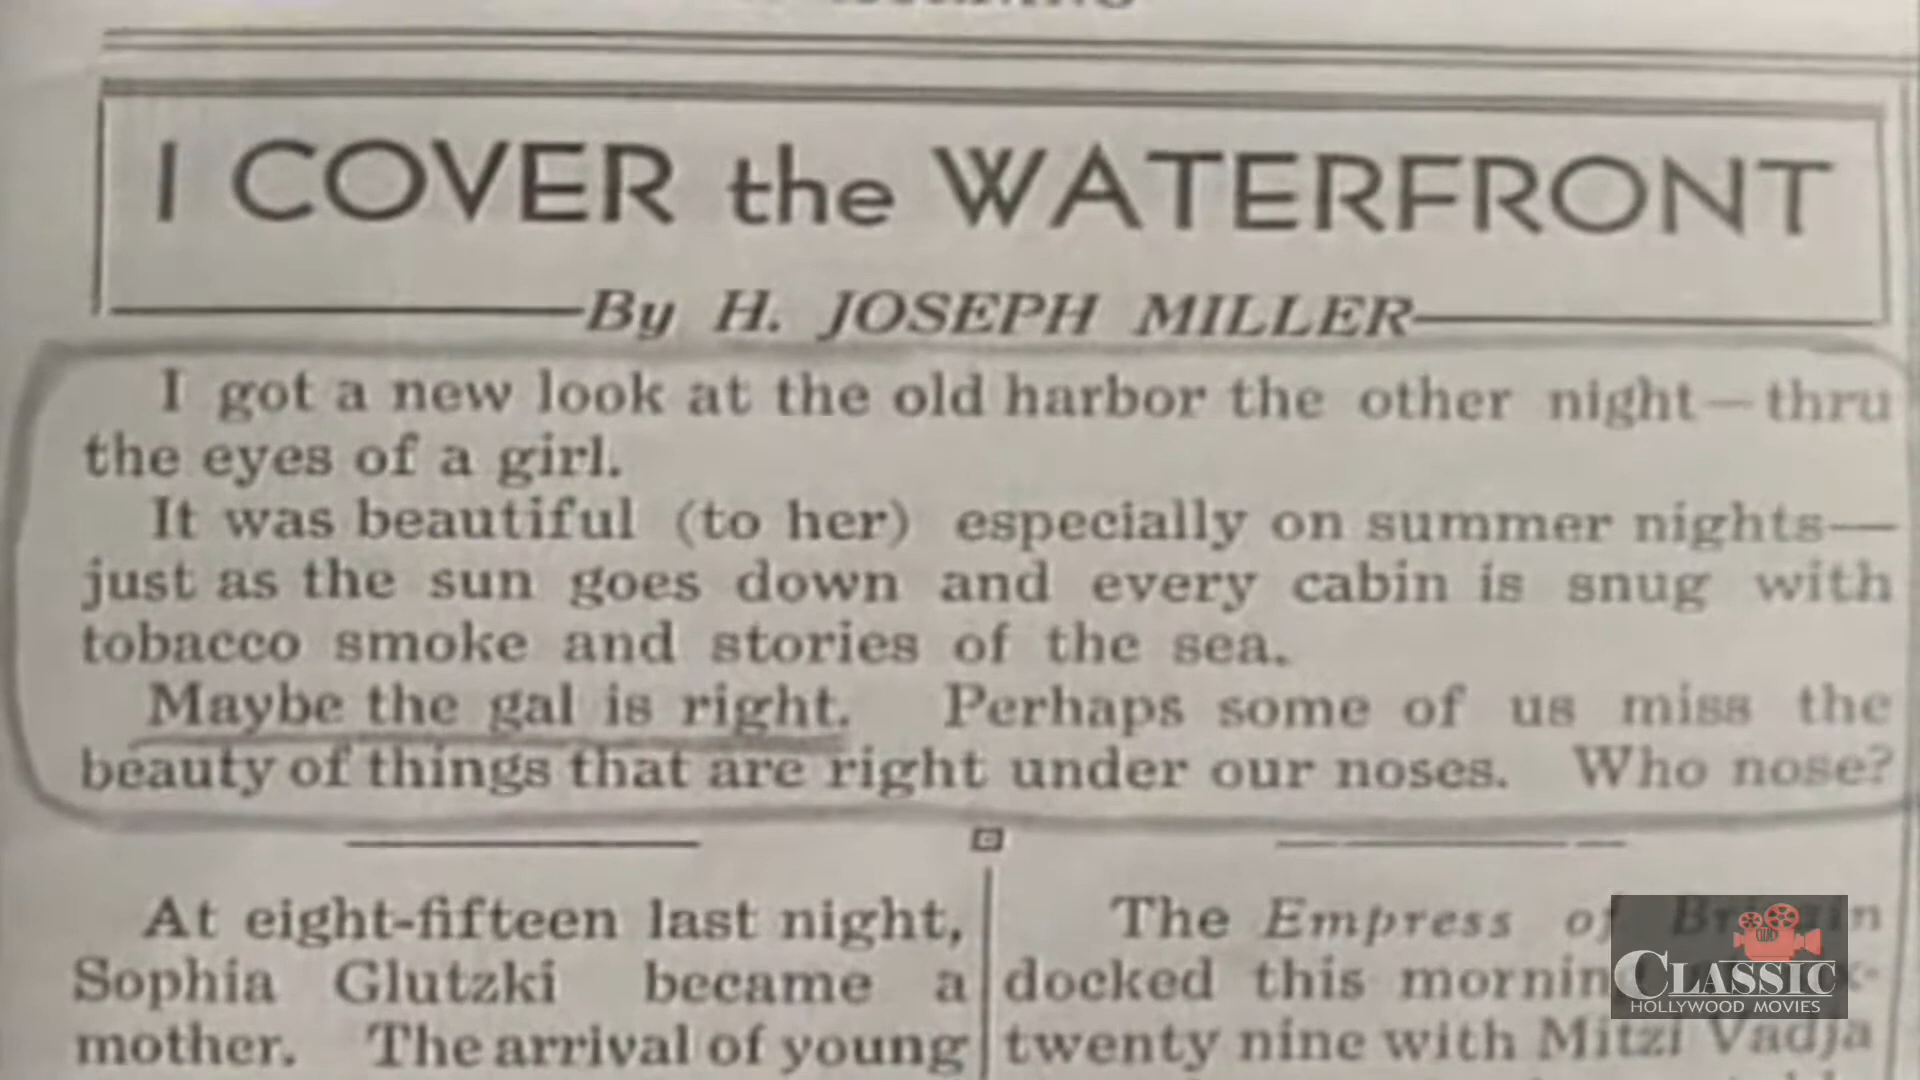 I COVER the WATERFRONT
By H. JOSEPH MILLER
I got a new look at the old harbor the other night—thru
the eyes of a girl.
It was beautiful (to her) especially on summer nights—
just as the sun goes down and every cabin is snug with
tobacco smoke and stories of the sea.
Maybe the gal is right. Perhaps some of us miss the
beauty of things that are right under our noses. Who nose?
At eight-fifteen last night,
Sophia Glutzki became a
mother. The arrival of young
The Empress of Britain
docked this morning
twenty nine with Mitzi Vadja
CLASSIC
HOLLYWOOD MOVIES